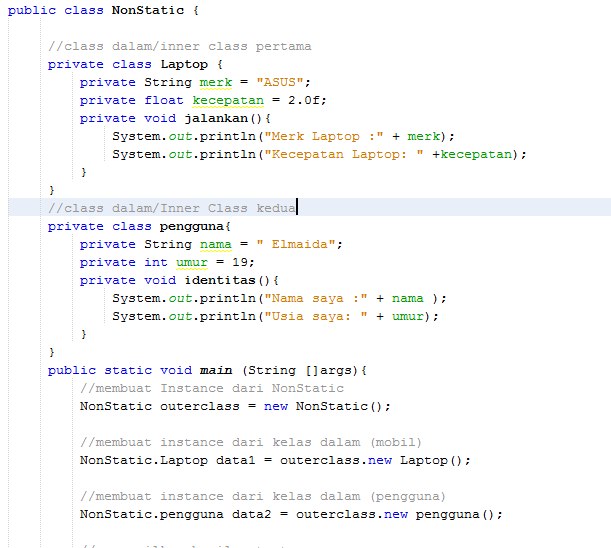 public class NonStatic {
//class dalam/inner class pertama
private class Laptop {
private String merk = "ASUS";
private float kecepatan = 2.0f;
private void jalankan(){
System.out.println("Merk Laptop :" + merk);
System.out.println("Kecepatan Laptop: " +kecepatan);
}
}
//class dalam/Inner Class kedua
private class pengguna{
private String nama = " Elmaida";
private int umur = 19;
private void identitas(){
System.out.println("Nama saya :" + nama );
System.out.println("Usia saya: " + umur);
}
}
public static void main (String []args){
//membuat Instance dari NonStatic
NonStatic outerclass = new NonStatic();
//membuat instance dari kelas dalam (mobil)
NonStatic.Laptop data1 = outerclass.new Laptop();
//membuat instance dari kelas dalam (pengguna)
NonStatic.pengguna data2 = outerclass.new pengguna();